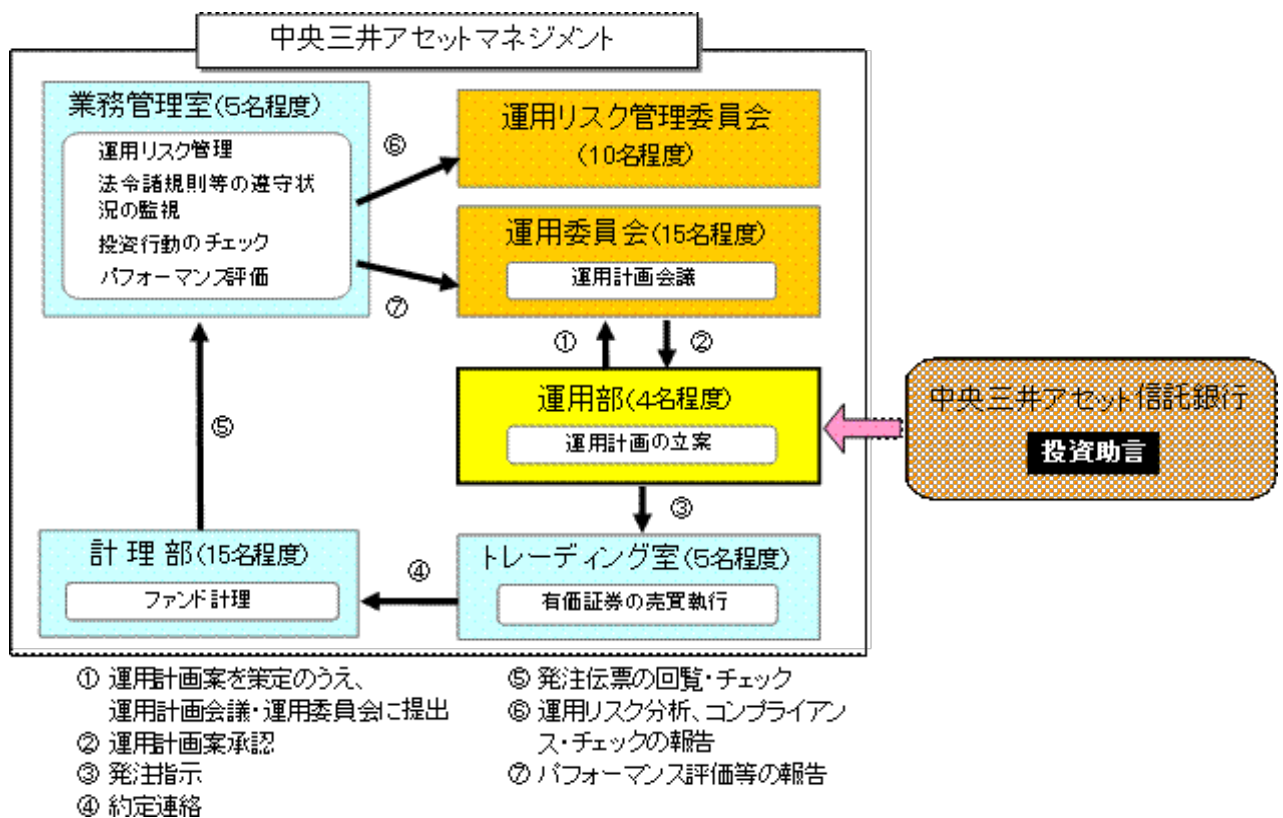 中央三井アセットマネジメント
業務管理室(5名程度)
運用リスク管理
法令諸規則等の遵守状
況の監視
投資行動のチェック
パフォーマンス評価
⑥
⑦
運用リスク管理委員会
(10名程度)
運用委員会(15名程度)
運用計画会議
①
②
運用部(4名程度)
運用計画の立案
中央三井アセット信託銀行
投資助言
⑤
③
計理部(15名程度)
ファンド計理
④
トレーディング室(5名程度)
有価証券の売買執行
① 運用計画案を策定のうえ、
運用計画会議・運用委員会に提出
② 運用計画案承認
③ 発注指示
④ 約定連絡
⑤ 発注伝票の回覧・チェック
⑥ 運用リスク分析、コンプライアン
ス・チェックの報告
⑦ パフォーマンス評価等の報告